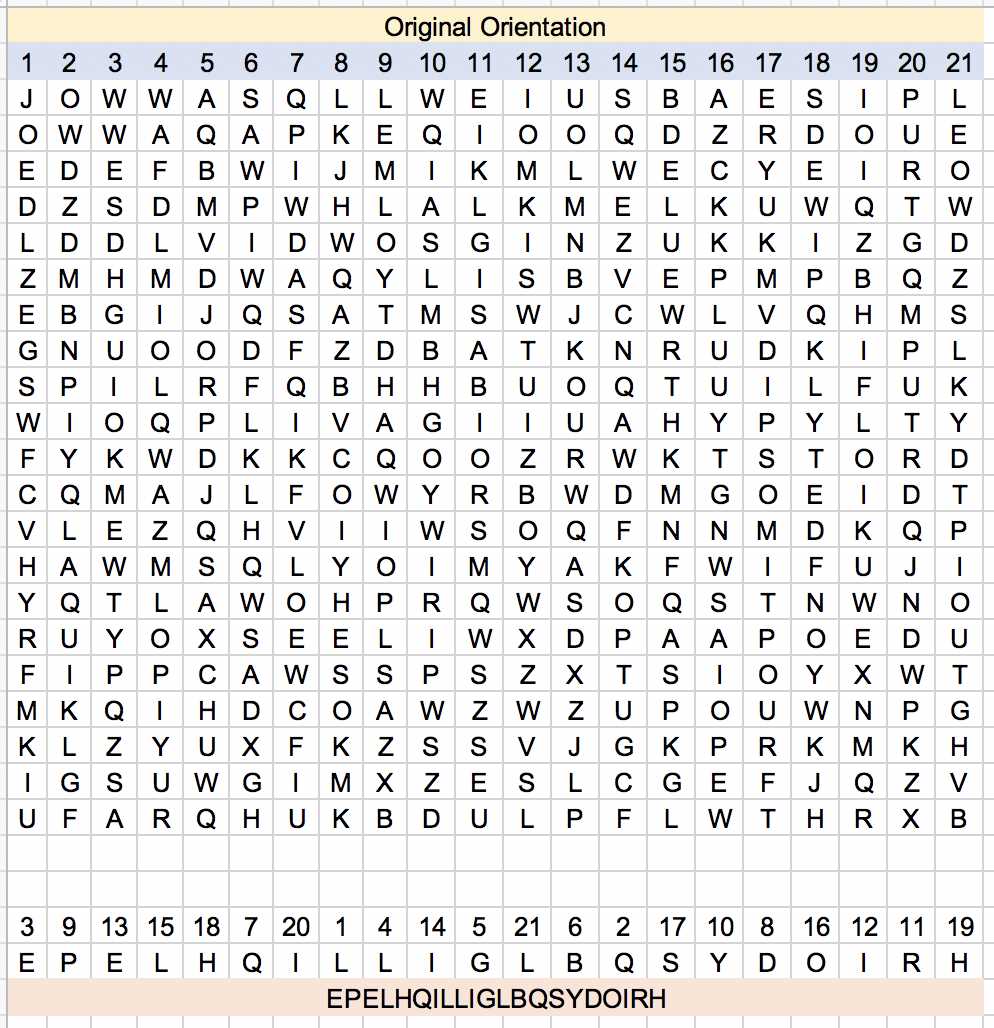 Original Orientation
1 2 3 4 5 6 7 8 9 10 11 12 13 14 15 16 17 18 19 20 21
J O W W A S Q L L W E I U S B A E S I P L
O W W A Q A P K E Q I O O Q D Z R D O U E
E D E F B W I J M I K M L W E C Y E I R O
D Z S D M P W H L A L K M E L K U W Q T W
L D D L V I D W O S G I N Z U K K I Z G D
Z M H M D W A Q Y L I S B V E P M P B Q Z
E B G I J Q S A T M S W J C W L V Q H M S
G N U O O D F Z D B A T K N R U D K I P L
S P I L R F Q B H H B U O Q T U I L F U K
W I O Q P L I V A G I I U A H Y P Y L T Y
F Y K W D K K C Q O O Z R W K T S T O R D
C Q M A J L F O W Y R B W D M G O E I D T
V L E Z Q H V I I W S O Q F N N M D K Q P
H A W M S Q L Y O I M Y A K F W I F U J I
Y Q T L A W O H P R Q W S O Q S T N W N O
R U Y O X S E E L I W X D P A A P O E D U
F I P P C A W S S P S Z X T S I O Y X W T
M K Q I H D C O A W Z W Z U P O U W N P G
K L Z Y U X F K Z S S V J G K P R K M K H
I G S U W G I M X Z E S L C G E F J Q Z V
U F A R Q H U K B D U L P F L W T H R X B
3 9 13 15 18 7 20 1 4 14 5 21 6 2 17 10 8 16 12 11 19
E P E L H Q I L L I G L B Q S Y D O I R H
EPELHQILLIGLBQSYDOIRH